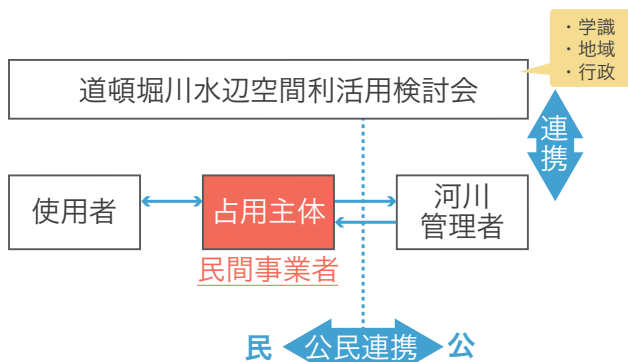 ・学識
・地域
・行政
道頓堀川水辺空間利活用検討会
連携
使用者
占用主体
河川
管理者
民間事業者
民
公民連携
公